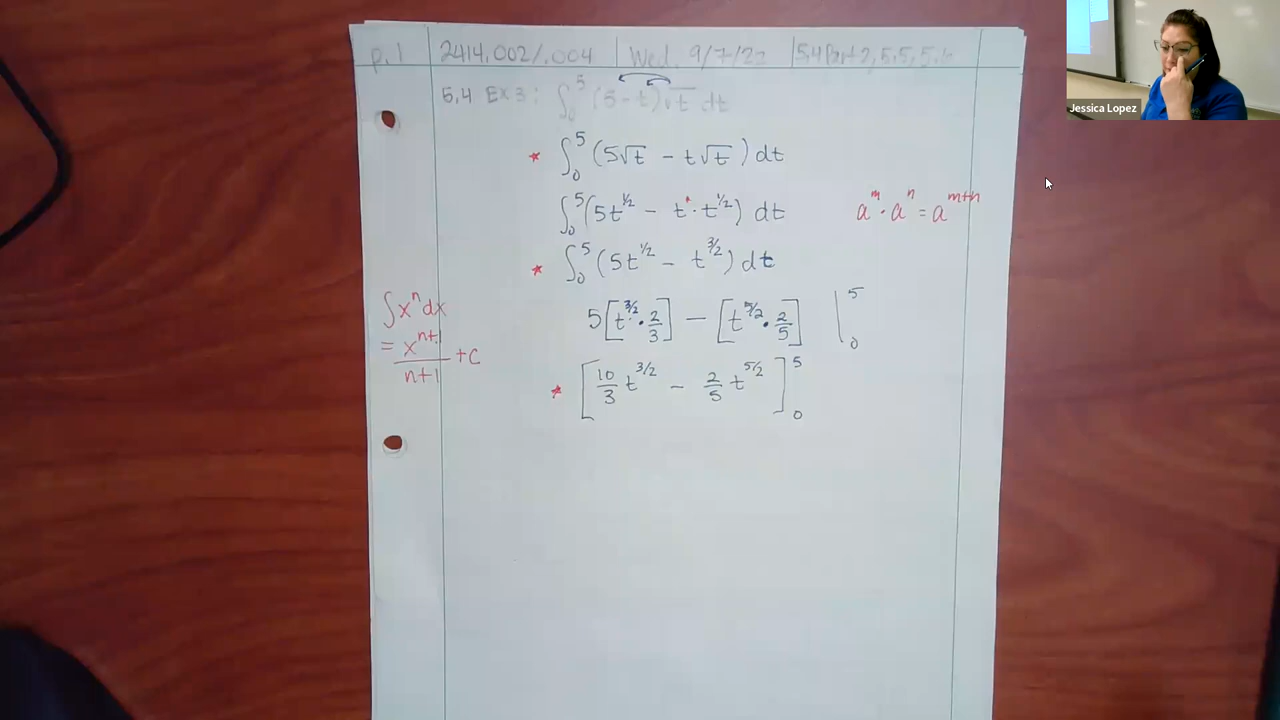 p. 1 2414.002/.004 Wed. 9/7/22 5.4 Part 2, 5.5, 5.6
5.4 Ex 3: ∫₀⁵ (5 - t)√t dt
* ∫₀⁵ (5√t - t√t) dt
∫₀⁵ (5t^{1/2} - t · t^{1/2}) dt
a^m · a^n = a^{m+n}
* ∫₀⁵ (5t^{1/2} - t^{3/2}) dt
5[t^{3/2} · 2/3] - [t^{5/2} · 2/5] |₀⁵
* [10/3 t^{3/2} - 2/5 t^{5/2}]₀⁵
∫x^n dx
= x^{n+1}/n+1 + C
Jessica Lopez